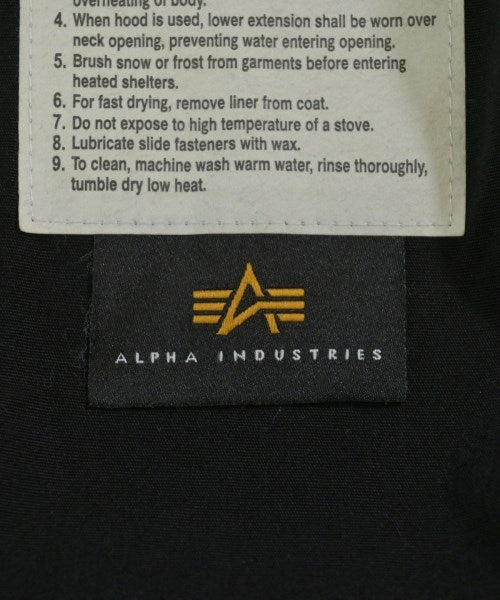 overheating of body.
4. When hood is used, lower extension shall be worn over
neck opening, preventing water entering opening.
5. Brush snow or frost from garments before entering
heated shelters.
6. For fast drying, remove liner from coat.
7. Do not expose to high temperature of a stove.
8. Lubricate slide fasteners with wax.
9. To clean, machine wash warm water, rinse thoroughly,
tumble dry low heat.
ALPHA INDUSTRIES